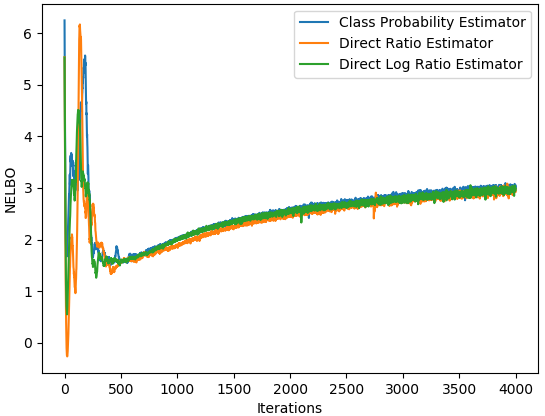 Class Probability Estimator
Direct Ratio Estimator
Direct Log Ratio Estimator
NELBO
6
5
4
3
2
1
0
0 500 1000 1500 2000 2500 3000 3500 4000
Iterations